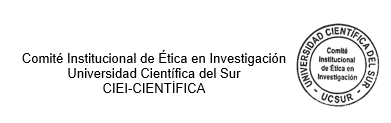 Comité Institucional de Ética en Investigación
Universidad Científica del Sur
CIEI-CIENTÍFICA
UNIVERSIDAD CIENTÍFICA DEL SUR
Comité
Institucional
de Ética en
Investigación
- UCSUR -